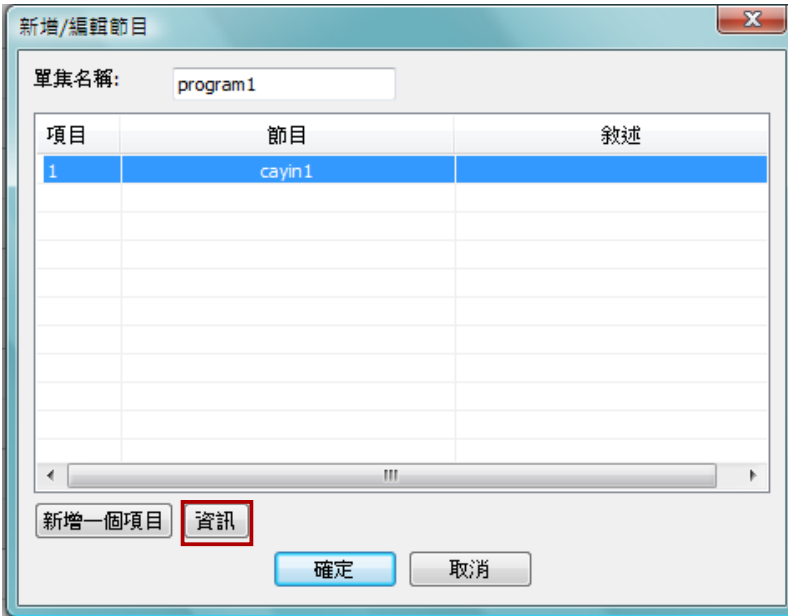 新增/編輯節目
單集名稱: program1
項目 節目 敘述
1 cayin1
新增一個項目 資訊
確定 取消